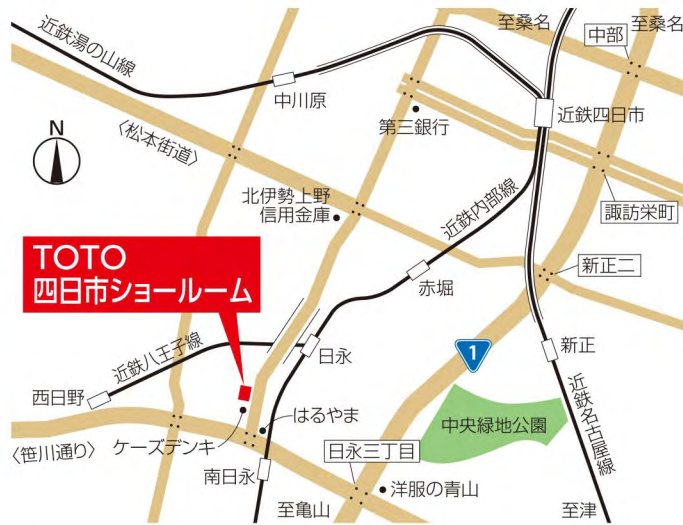 至桑名
至桑名
中部
近鉄湯の山線
中川原
第三銀行
近鉄四日市
N
〈松本街道〉
北伊勢上野
信用金庫
近鉄内部線
諏訪栄町
TOTO
四日市ショールーム
赤堀
新正二
1
近鉄八王子線
日永
新正
西日野
近鉄名古屋線
はるやま
中央緑地公園
ケーズデンキ
〈笹川通り〉
日永三丁目
南日永
洋服の青山
至亀山
至津